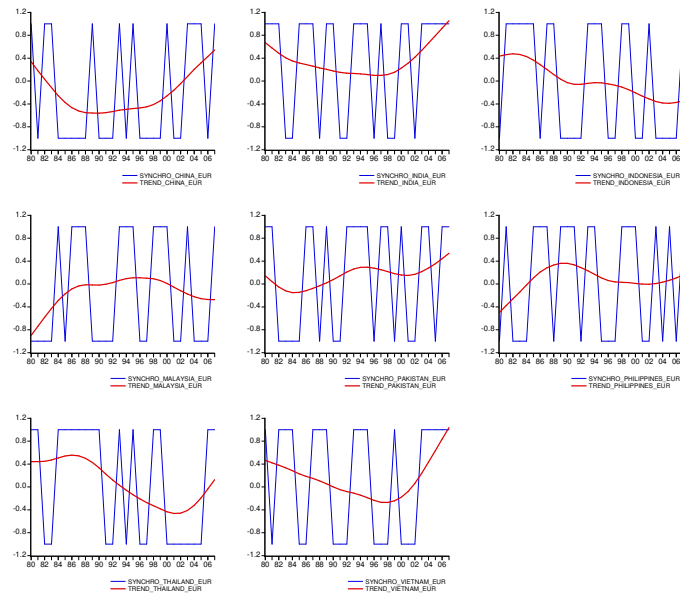 1.2
0.8
0.4
0.0
-0.4
-0.8
-1.2
80 82 84 86 88 90 92 94 96 98 00 02 04 06
SYNCHRO_CHINA_EUR
TREND_CHINA_EUR
1.2
0.8
0.4
0.0
-0.4
-0.8
-1.2
80 82 84 86 88 90 92 94 96 98 00 02 04 06
SYNCHRO_INDIA_EUR
TREND_INDIA_EUR
1.2
0.8
0.4
0.0
-0.4
-0.8
-1.2
80 82 84 86 88 90 92 94 96 98 00 02 04 06
SYNCHRO_INDONESIA_EUR
TREND_INDONESIA_EUR
1.2
0.8
0.4
0.0
-0.4
-0.8
-1.2
80 82 84 86 88 90 92 94 96 98 00 02 04 06
SYNCHRO_MALAYSIA_EUR
TREND_MALAYSIA_EUR
1.2
0.8
0.4
0.0
-0.4
-0.8
-1.2
80 82 84 86 88 90 92 94 96 98 00 02 04 06
SYNCHRO_PAKISTAN_EUR
TREND_PAKISTAN_EUR
1.2
0.8
0.4
0.0
-0.4
-0.8
-1.2
80 82 84 86 88 90 92 94 96 98 00 02 04 06
SYNCHRO_PHILIPPINES_EUR
TREND_PHILIPPINES_EUR
1.2
0.8
0.4
0.0
-0.4
-0.8
-1.2
80 82 84 86 88 90 92 94 96 98 00 02 04 06
SYNCHRO_THAILAND_EUR
TREND_THAILAND_EUR
1.2
0.8
0.4
0.0
-0.4
-0.8
-1.2
80 82 84 86 88 90 92 94 96 98 00 02 04 06
SYNCHRO_VIETNAM_EUR
TREND_VIETNAM_EUR